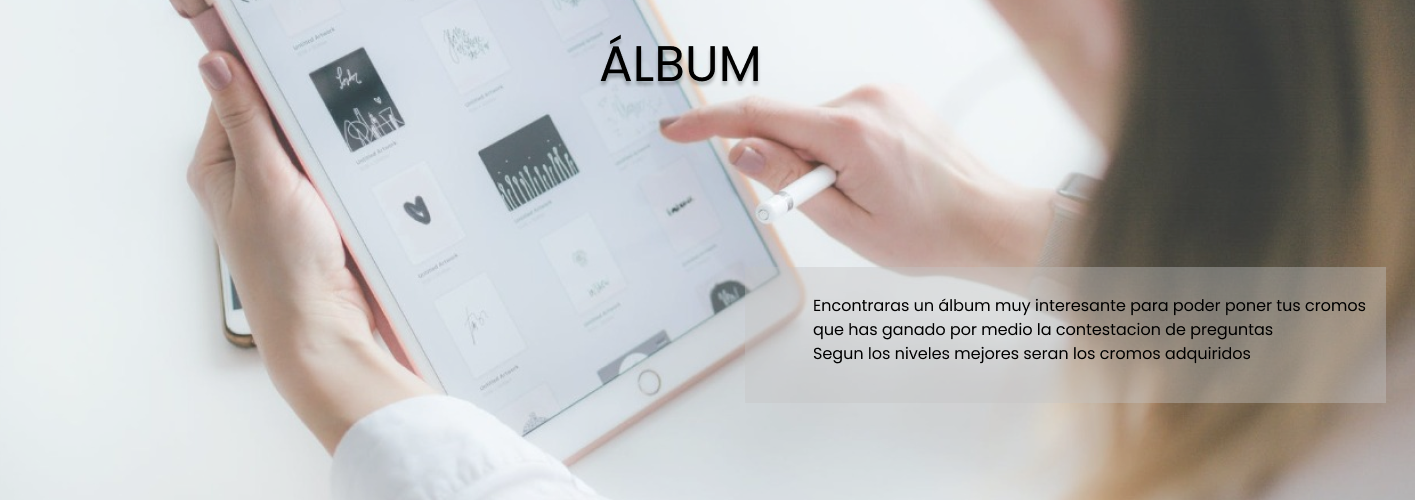 ÁLBUM
Encontraras un álbum muy interesante para poder poner tus cromos
que has ganado por medio la contestacion de preguntas
Segun los niveles mejores seran los cromos adquiridos